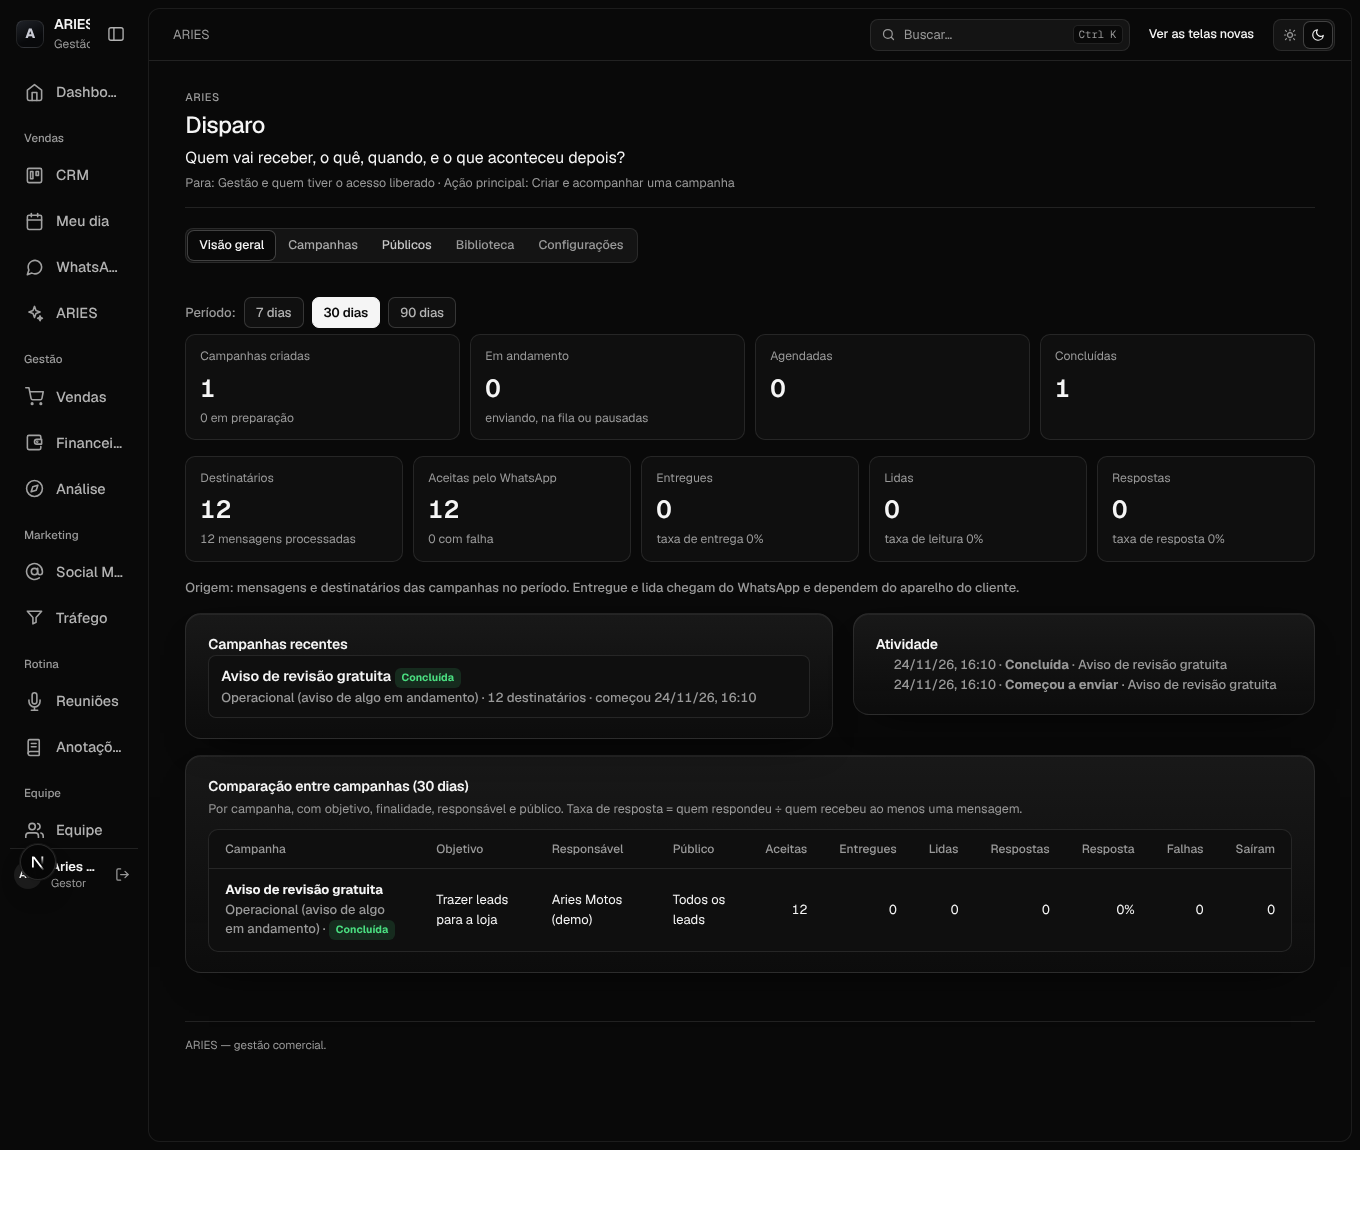 A
ARIES
Gestão
Dashbo...
Vendas
CRM
Meu dia
WhatsA...
ARIES
Gestão
Vendas
Financei...
Análise
Marketing
Social M...
Tráfego
Rotina
Reuniões
Anotaçõ...
Equipe
Equipe
N
Aries ...
Gestor
ARIES
Buscar...
Ctrl K
Ver as telas novas
ARIES
Disparo
Quem vai receber, o quê, quando, e o que aconteceu depois?
Para: Gestão e quem tiver o acesso liberado · Ação principal: Criar e acompanhar uma campanha
Visão geral Campanhas Públicos Biblioteca Configurações
Período: 7 dias 30 dias 90 dias
Campanhas criadas
1
0 em preparação
Em andamento
0
enviando, na fila ou pausadas
Agendadas
0
Concluídas
1
Destinatários
12
12 mensagens processadas
Aceitas pelo WhatsApp
12
0 com falha
Entregues
0
taxa de entrega 0%
Lidas
0
taxa de leitura 0%
Respostas
0
taxa de resposta 0%
Origem: mensagens e destinatários das campanhas no período. Entregue e lida chegam do WhatsApp e dependem do aparelho do cliente.
Campanhas recentes
Aviso de revisão gratuita Concluída
Operacional (aviso de algo em andamento) · 12 destinatários · começou 24/11/26, 16:10
Atividade
24/11/26, 16:10 · Concluída · Aviso de revisão gratuita
24/11/26, 16:10 · Começou a enviar · Aviso de revisão gratuita
Comparação entre campanhas (30 dias)
Por campanha, com objetivo, finalidade, responsável e público. Taxa de resposta = quem respondeu ÷ quem recebeu ao menos uma mensagem.
Campanha Objetivo Responsável Público Aceitas Entregues Lidas Respostas Resposta Falhas Sairam
Aviso de revisão gratuita
Operacional (aviso de algo
em andamento) · Concluída
Trazer leads
para a loja
Aries Motos
(demo)
Todos os
leads
12 0 0 0 0% 0 0
ARIES — gestão comercial.